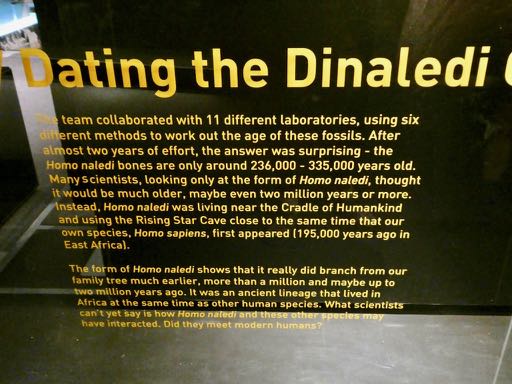 Dating the Dinaledi
The team collaborated with 11 different laboratories, using six
different methods to work out the age of these fossils. After
almost two years of effort, the answer was surprising - the
Homo naledi bones are only around 236,000 - 335,000 years old.
Many scientists, looking only at the form of Homo naledi, thought
it would be much older, maybe even two million years or more.
Instead, Homo naledi was living near the Cradle of Humankind
and using the Rising Star Cave close to the same time that our
own species, Homo sapiens, first appeared (195,000 years ago in
East Africa).
The form of Homo naledi shows that it really did branch from our
family tree much earlier, more than a million and maybe up to
two million years ago. It was an ancient lineage that lived in
Africa at the same time as other human species. What scientists
can't yet say is how Homo naledi and these other species may
have interacted. Did they meet modern humans?